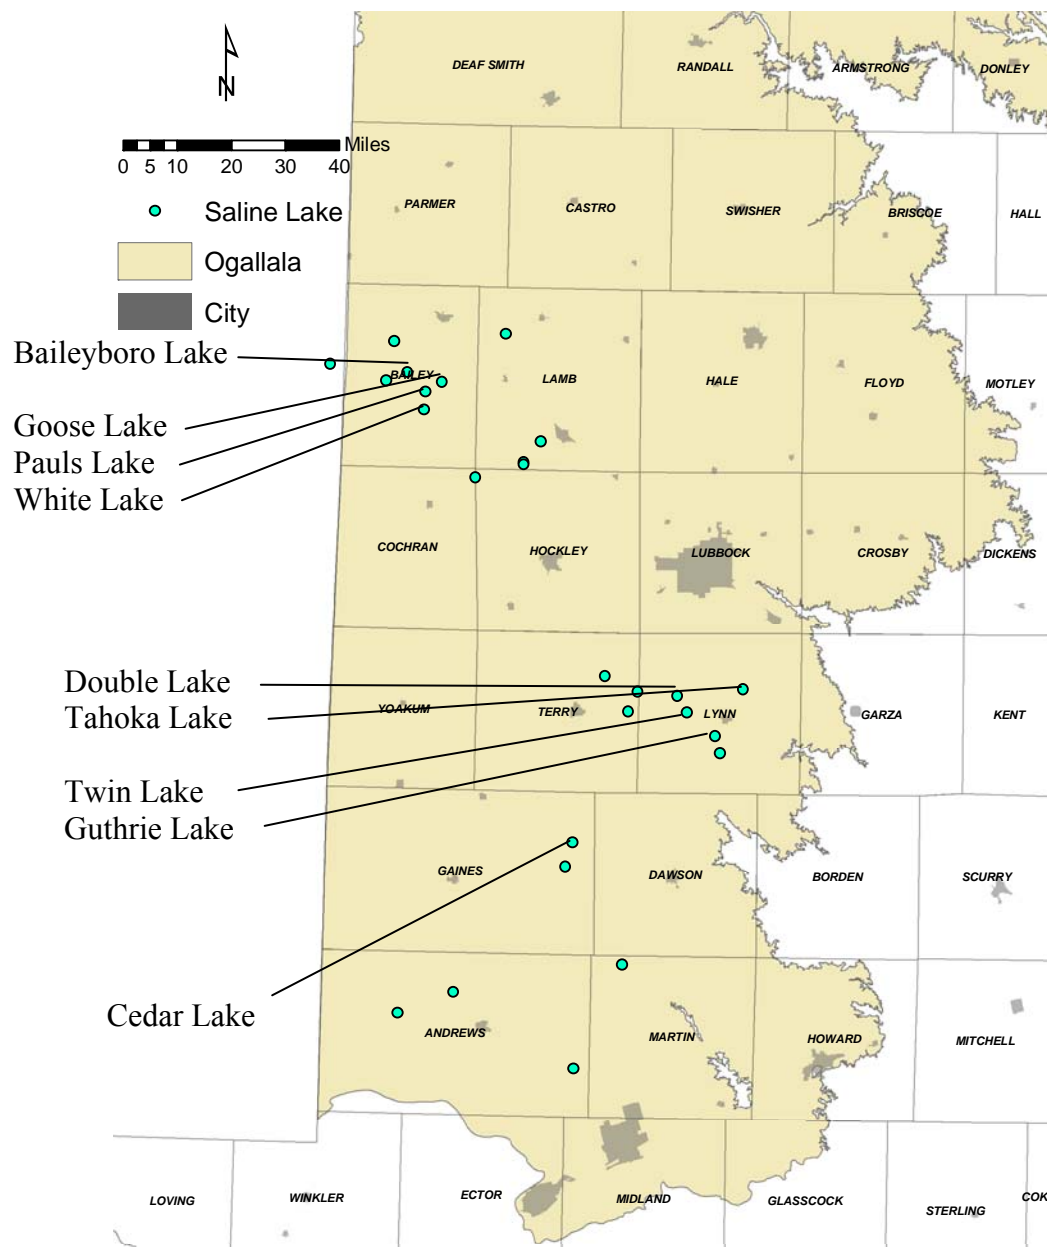 DEAF SMITH
RANDALL
ARMSTRONG
DONLEY
N
Miles
0 5 10 20 30 40
Saline Lake
Ogallala
City
PARMER
CASTRO
SWISHER
BRISCOE
HALL
Baileyboro Lake
BAILEY
LAMB
HALE
FLOYD
MOTLEY
Goose Lake
Pauls Lake
White Lake
COCHRAN
HOCKLEY
LUBBOCK
CROSBY
DICKENS
Double Lake
Tahoka Lake
YOAKUM
TERRY
LYNN
GARZA
KENT
Twin Lake
Guthrie Lake
GAINES
DAWSON
BORDEN
SCURRY
Cedar Lake
ANDREWS
MARTIN
HOWARD
MITCHELL
LOVING
WINKLER
ECTOR
MIDLAND
GLASSCOCK
STERLING
COK